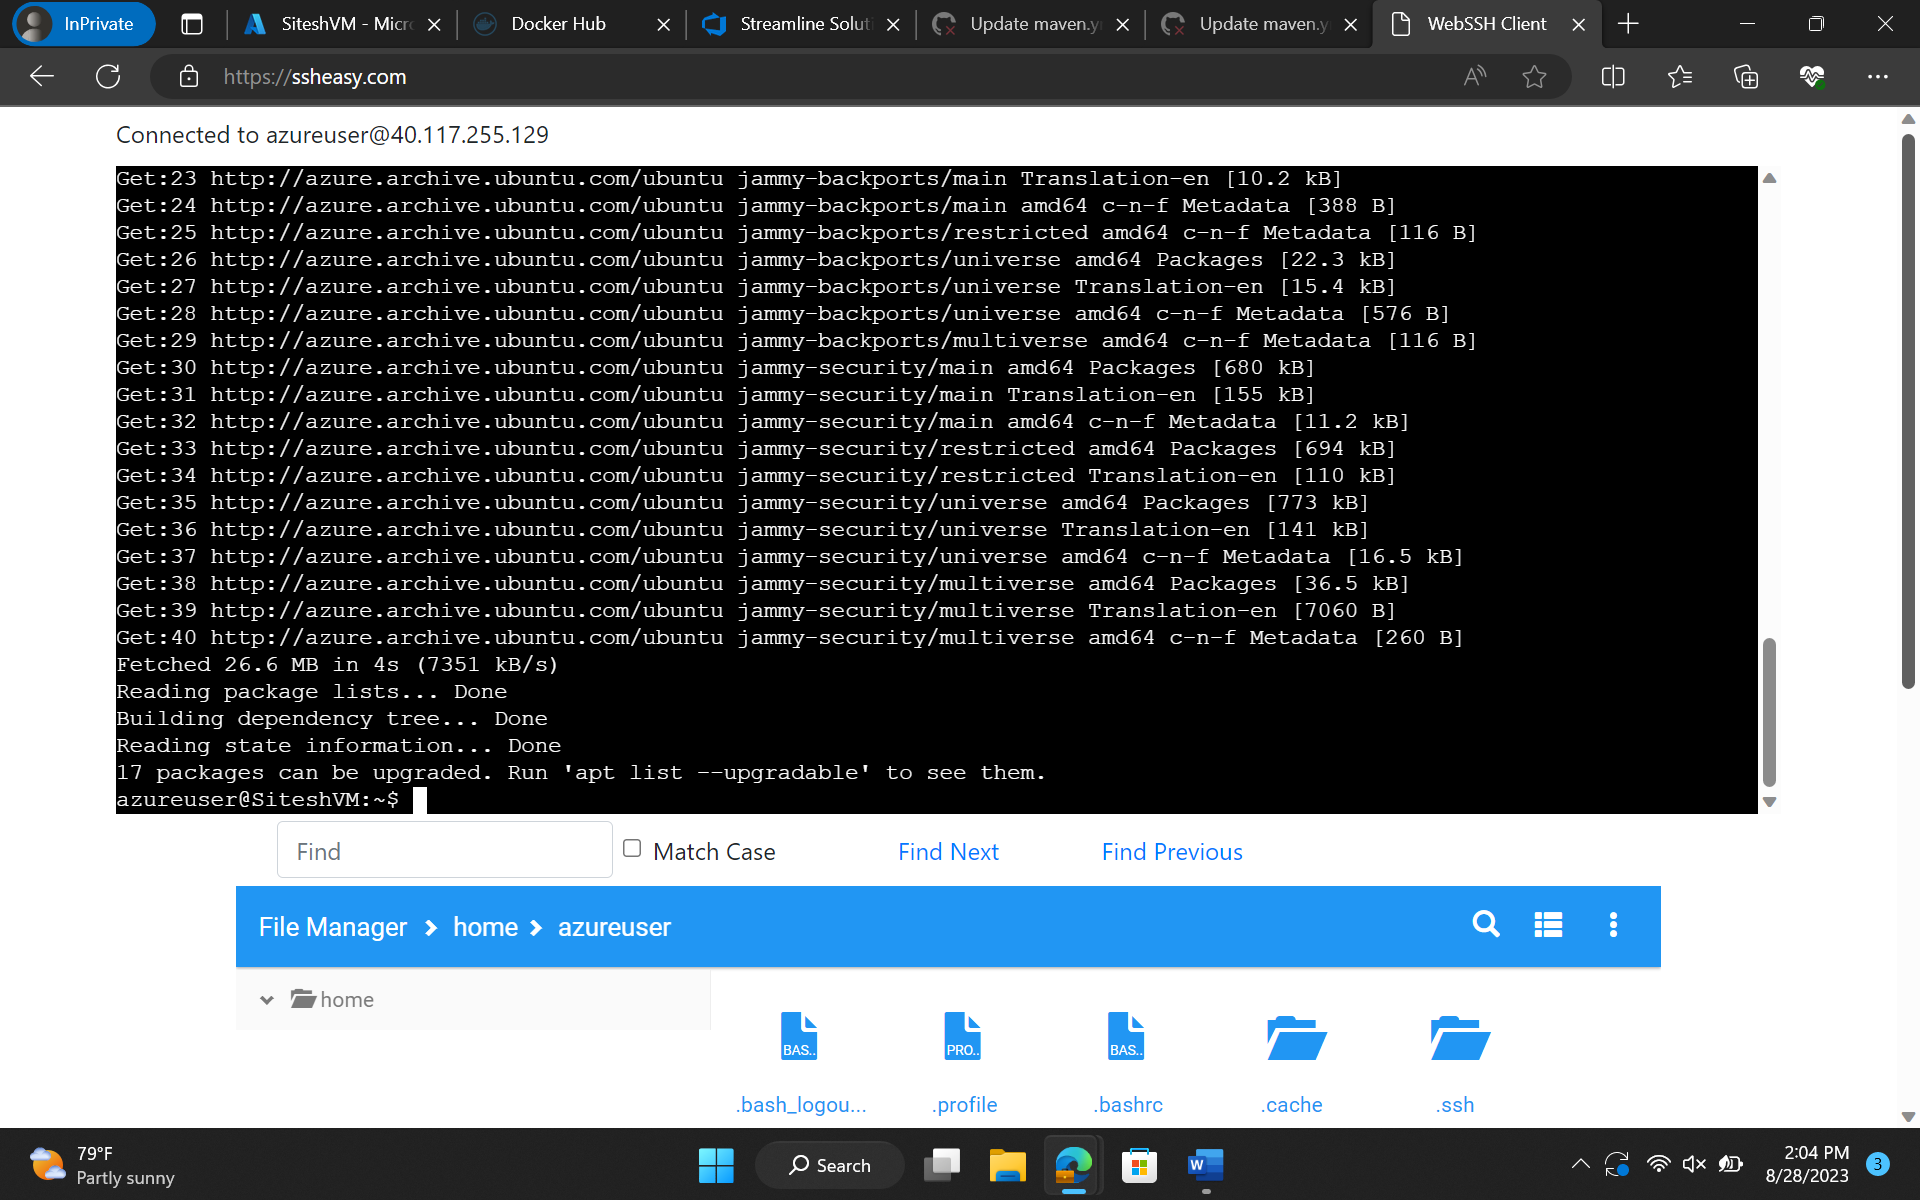 InPrivate
SiteshVM - Micr
Docker Hub
Streamline Solut
Update maven.y
Update maven.y
WebSSH Client
https://ssheasy.com
Connected to azureuser@40.117.255.129
Get:23 http://azure.archive.ubuntu.com/ubuntu jammy-backports/main Translation-en [10.2 kB]
Get:24 http://azure.archive.ubuntu.com/ubuntu jammy-backports/main amd64 c-n-f Metadata [388 B]
Get:25 http://azure.archive.ubuntu.com/ubuntu jammy-backports/restricted amd64 c-n-f Metadata [116 B]
Get:26 http://azure.archive.ubuntu.com/ubuntu jammy-backports/universe amd64 Packages [22.3 kB]
Get:27 http://azure.archive.ubuntu.com/ubuntu jammy-backports/universe Translation-en [15.4 kB]
Get:28 http://azure.archive.ubuntu.com/ubuntu jammy-backports/universe amd64 c-n-f Metadata [576 B]
Get:29 http://azure.archive.ubuntu.com/ubuntu jammy-backports/multiverse amd64 c-n-f Metadata [116 B]
Get:30 http://azure.archive.ubuntu.com/ubuntu jammy-security/main amd64 Packages [680 kB]
Get:31 http://azure.archive.ubuntu.com/ubuntu jammy-security/main Translation-en [155 kB]
Get:32 http://azure.archive.ubuntu.com/ubuntu jammy-security/main amd64 c-n-f Metadata [11.2 kB]
Get:33 http://azure.archive.ubuntu.com/ubuntu jammy-security/restricted amd64 Packages [694 kB]
Get:34 http://azure.archive.ubuntu.com/ubuntu jammy-security/restricted Translation-en [110 kB]
Get:35 http://azure.archive.ubuntu.com/ubuntu jammy-security/universe amd64 Packages [773 kB]
Get:36 http://azure.archive.ubuntu.com/ubuntu jammy-security/universe Translation-en [141 kB]
Get:37 http://azure.archive.ubuntu.com/ubuntu jammy-security/universe amd64 c-n-f Metadata [16.5 kB]
Get:38 http://azure.archive.ubuntu.com/ubuntu jammy-security/multiverse amd64 Packages [36.5 kB]
Get:39 http://azure.archive.ubuntu.com/ubuntu jammy-security/multiverse Translation-en [7060 B]
Get:40 http://azure.archive.ubuntu.com/ubuntu jammy-security/multiverse amd64 c-n-f Metadata [260 B]
Fetched 26.6 MB in 4s (7351 kB/s)
Reading package lists... Done
Building dependency tree... Done
Reading state information... Done
17 packages can be upgraded. Run 'apt list --upgradable' to see them.
azureuser@SiteshVM:~$
Find
Match Case
Find Next
Find Previous
File Manager > home > azureuser
home
BAS..
PRO..
BAS..
.bash_logou...
.profile
.bashrc
.cache
.ssh
79°F
Partly sunny
Search
W
2:04 PM
8/28/2023
3